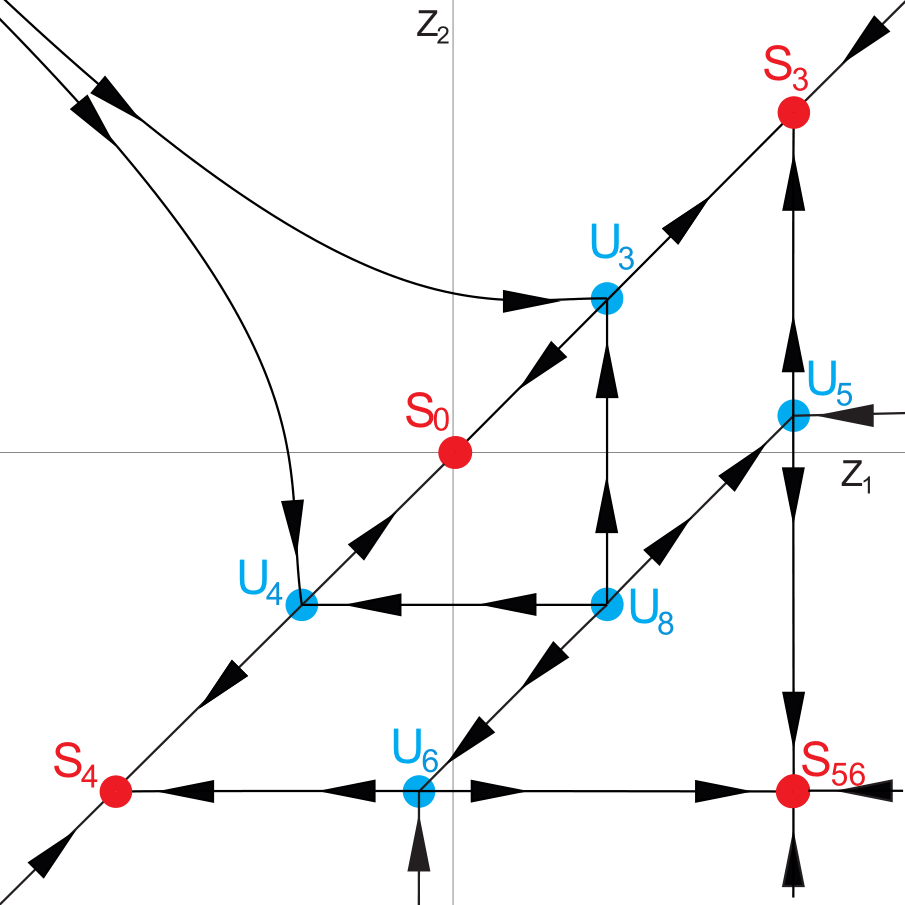 Z₂
S₃
U₃
U₅
S₀
Z₁
U₄
U₈
U₆
S₄
S₅₆